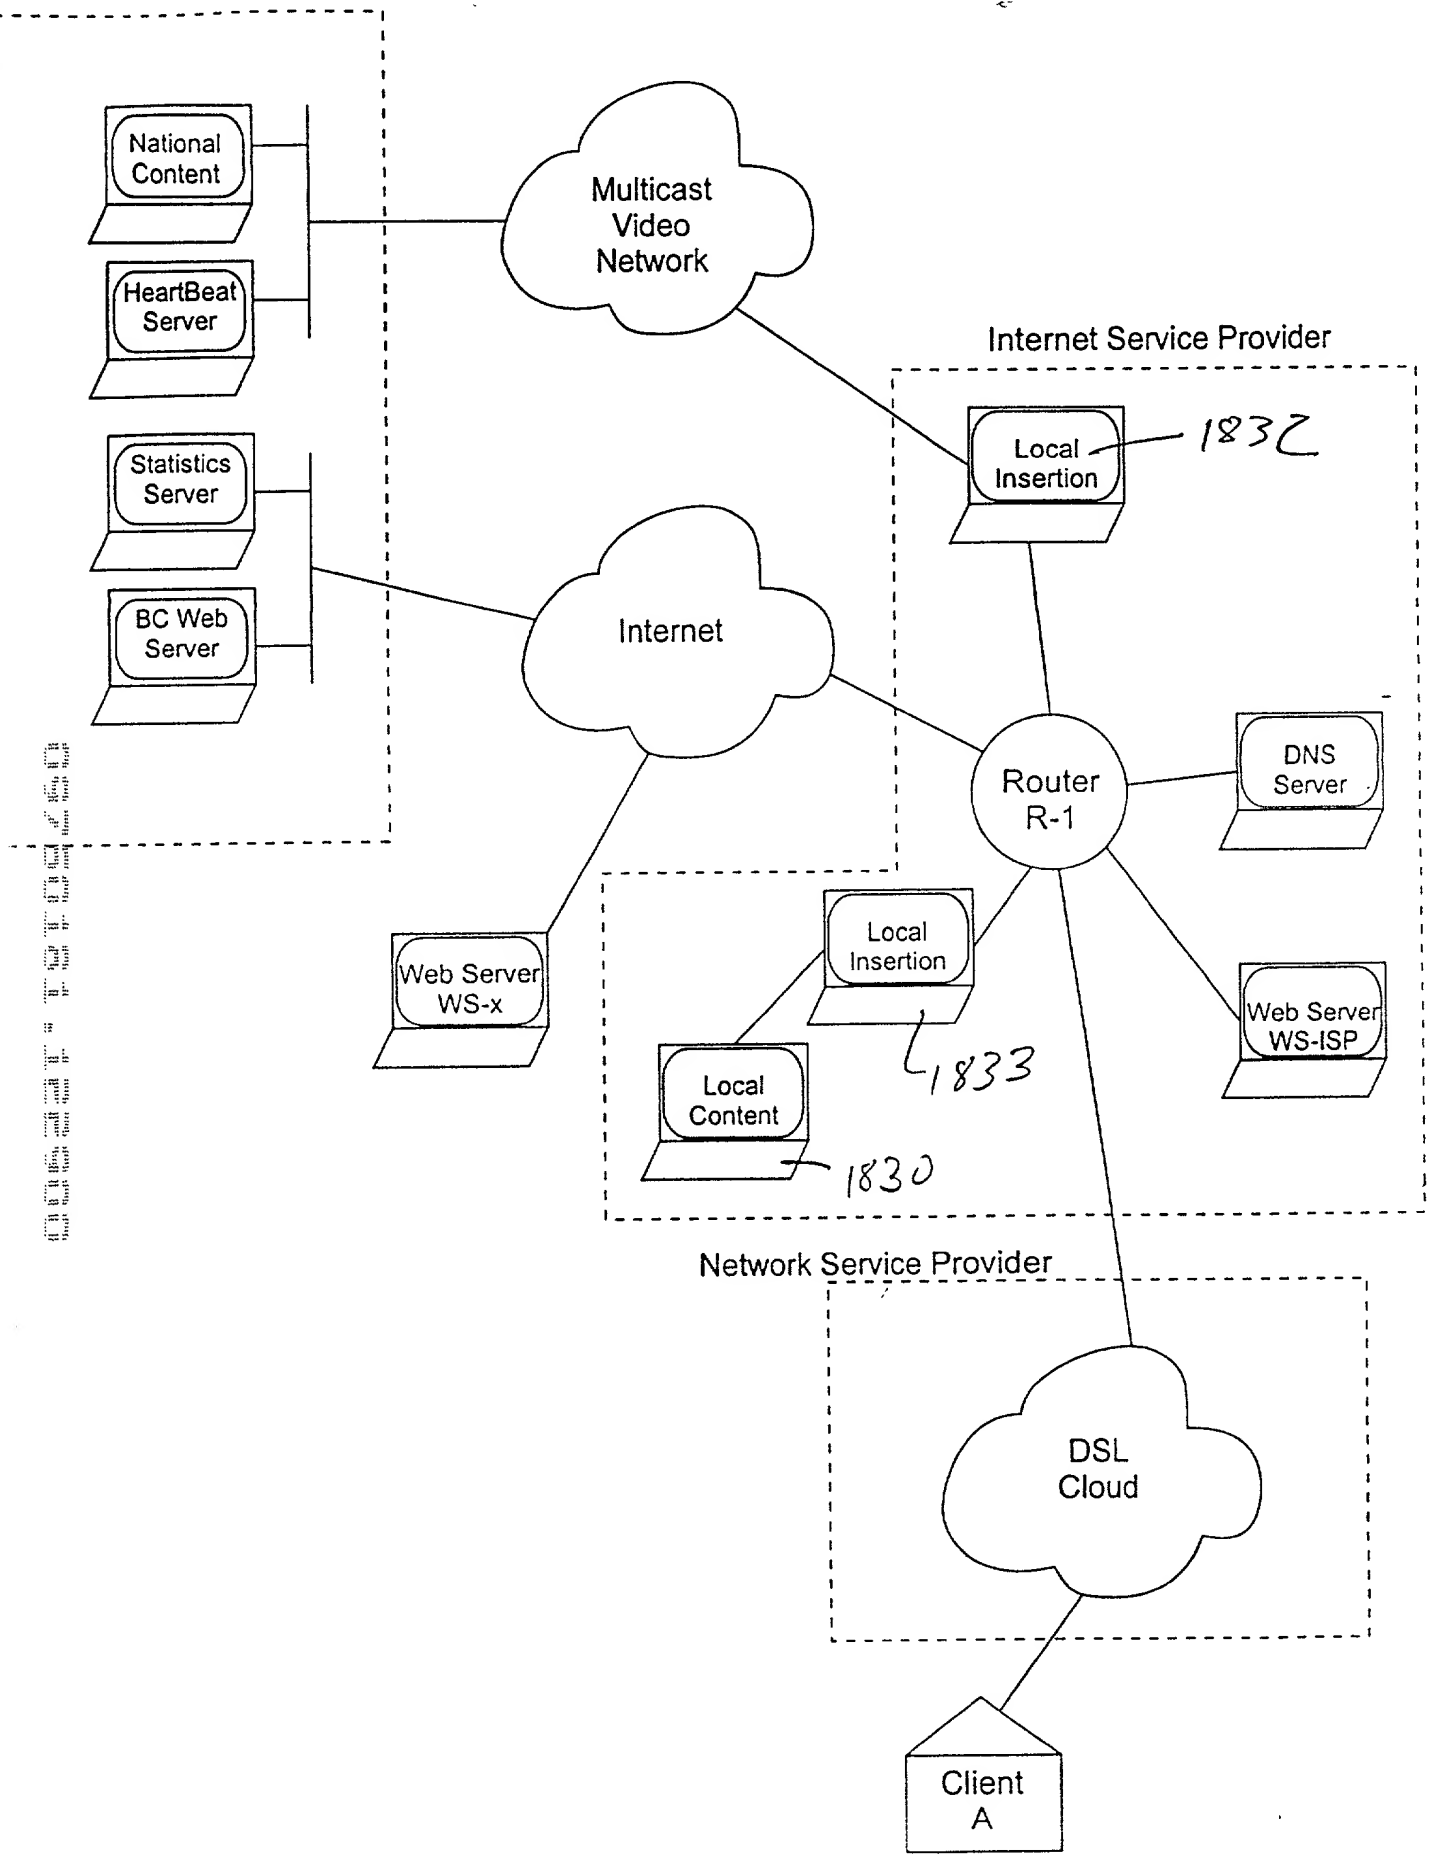 National
Content
HeartBeat
Server
Statistics
Server
BC Web
Server
Multicast
Video
Network
Internet
Internet Service Provider
Local
Insertion
1832
Router
R-1
DNS
Server
Web Server
WS-x
Local
Insertion
1833
Web Server
WS-ISP
Local
Content
1830
Network Service Provider
DSL
Cloud
Client
A